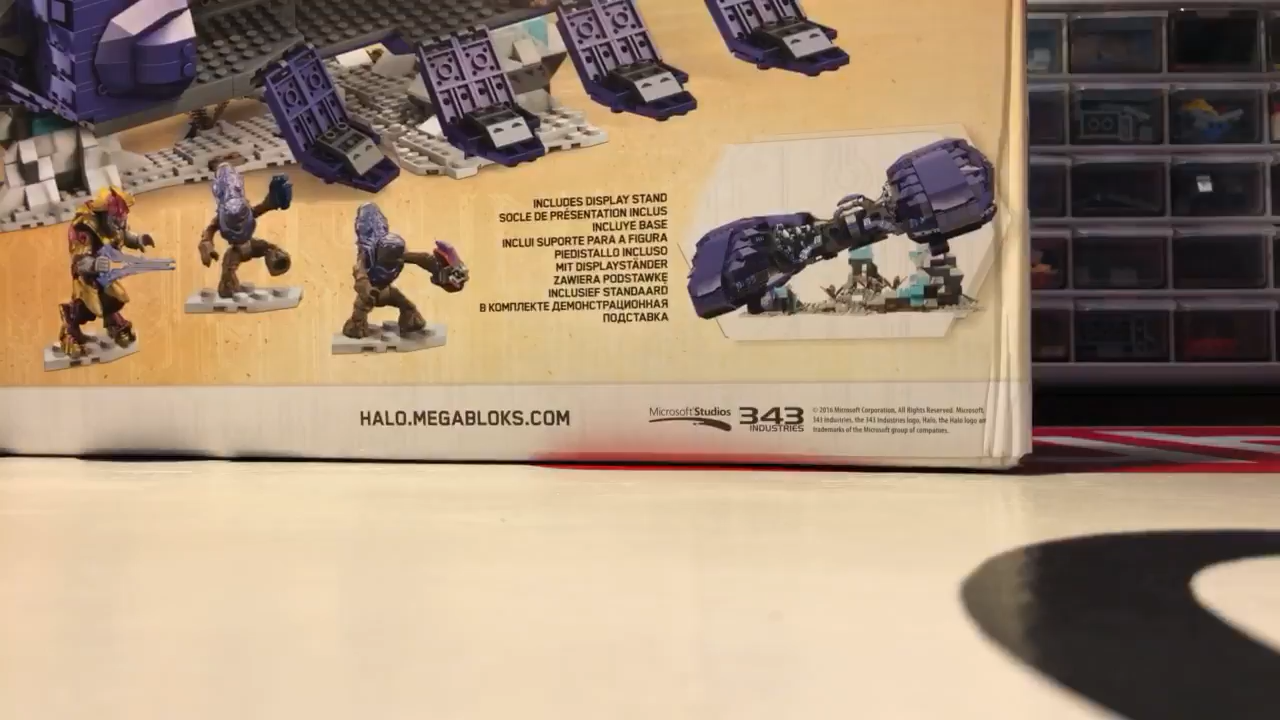 INCLUDES DISPLAY STAND
SOCLE DE PRÉSENTATION INCLUS
INCLUYE BASE
INCLUI SUPORTE PARA A FIGURA
PIEDISTALLO INCLUSO
MIT DISPLAYSTÄNDER
ZAWIERA PODSTAWKĘ
INCLUSIEF STANDAARD
В КОМПЛЕКТЕ ДЕМОНСТРАЦИОННАЯ
ПОДСТАВКА
HALO.MEGABLOKS.COM
Microsoft Studios
343
INDUSTRIES
© 2016 Microsoft Corporation, All Rights Reserved. Microsoft,
343 Industries, the 343 Industries logo, Halo, the Halo logo are
trademarks of the Microsoft group of companies.